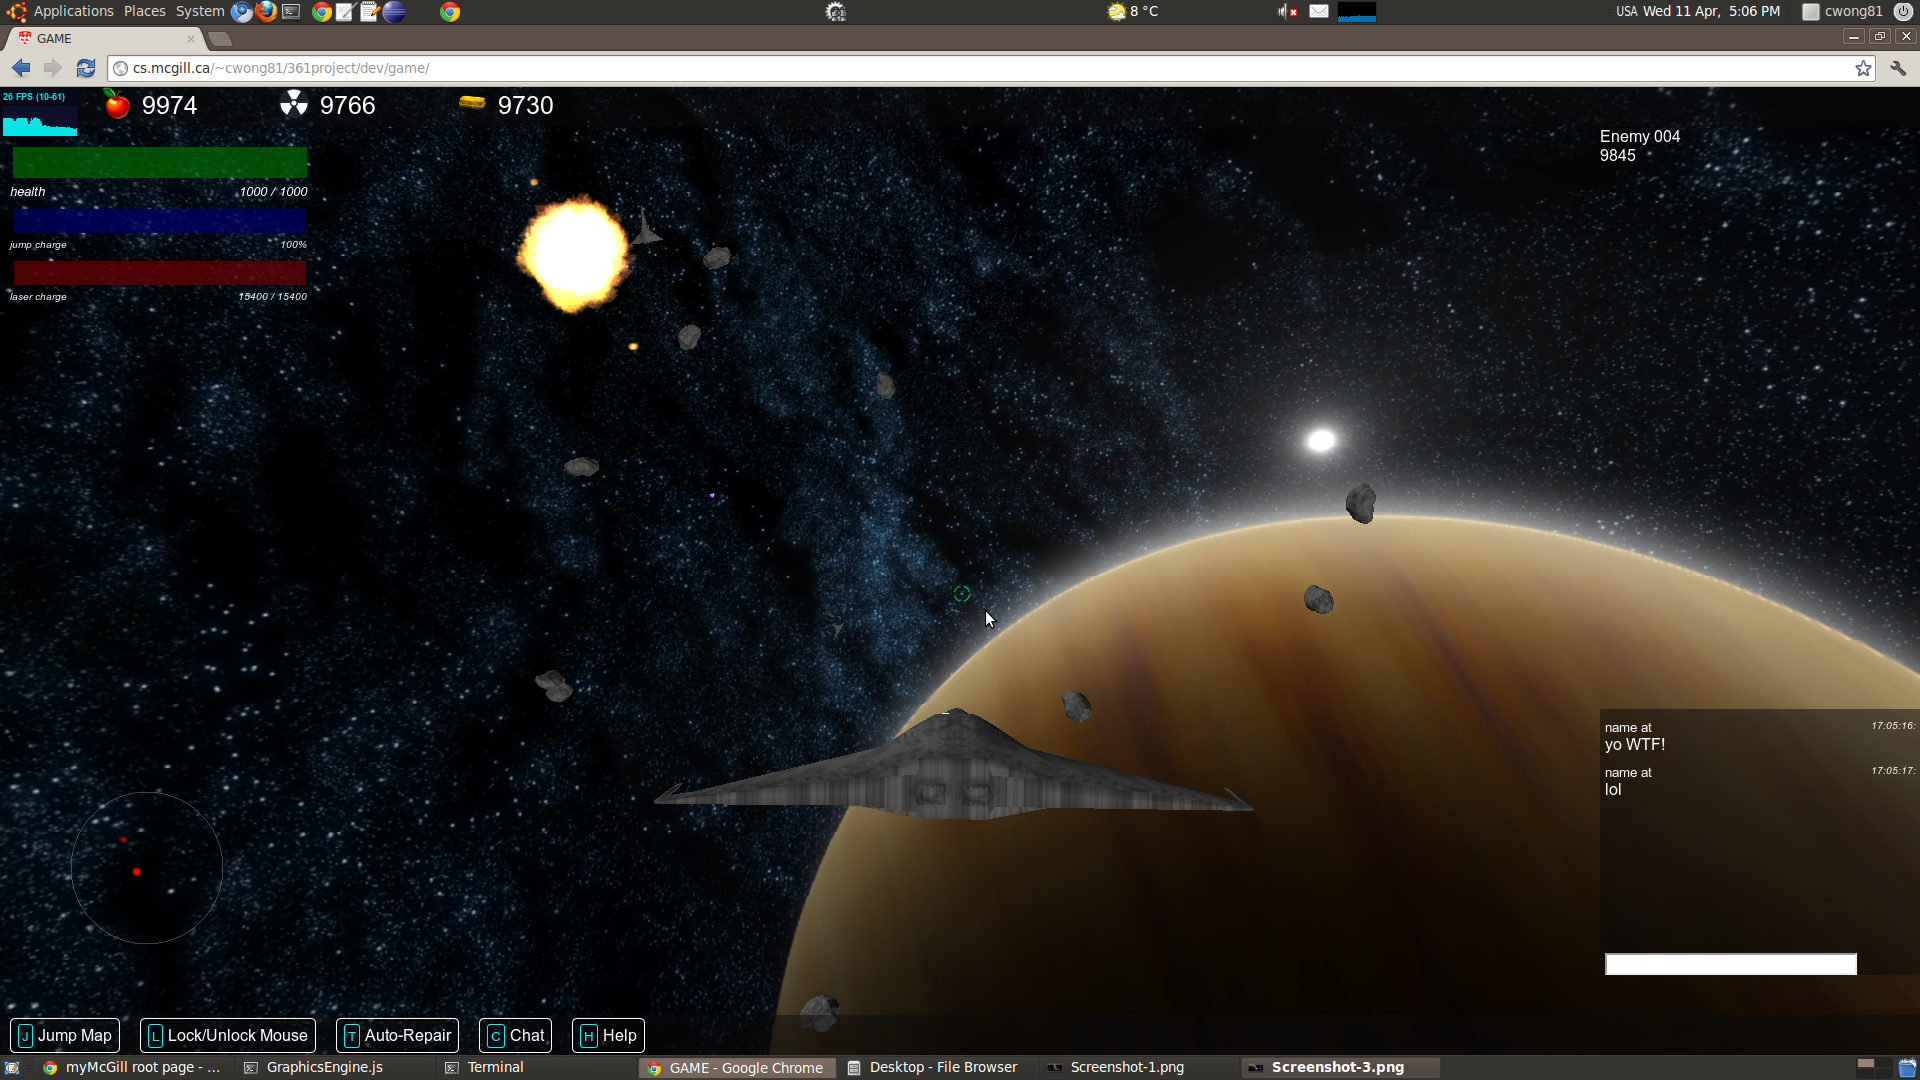 Applications Places System
8 °C
USA Wed 11 Apr, 5:06 PM
cwong81
GAME
cs.mcgill.ca/~cwong81/361project/dev/game/
26 FPS (10-61)
9974
9766
9730
Enemy 004
9845
health 1000 / 1000
jump charge 100%
laser charge 15400 / 15400
name at 17:05:16:
yo WTF!
name at 17:05:17:
lol
J Jump Map
L Lock/Unlock Mouse
T Auto-Repair
C Chat
H Help
myMcGill root page - ...
GraphicsEngine.js
Terminal
GAME - Google Chrome
Desktop - File Browser
Screenshot-1.png
Screenshot-3.png